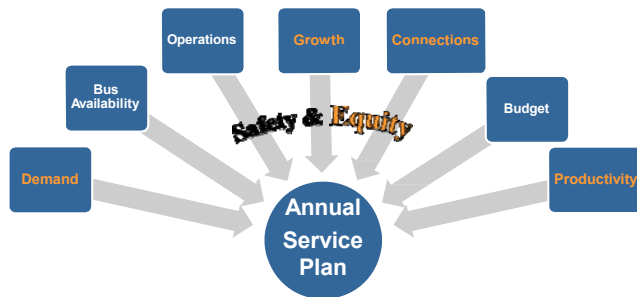 Operations
Growth
Connections
Bus
Availability
Safety & Equity
Budget
Demand
Productivity
Annual
Service
Plan